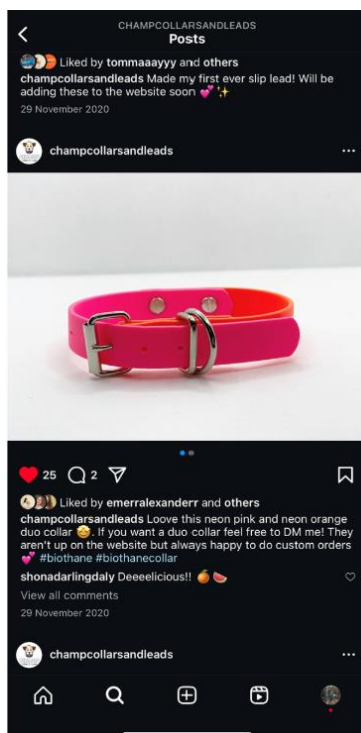 CHAMPCOLLARSANDLEADS
Posts
Liked by tommaaayyy and others
champcollarsandleads Made my first ever slip lead! Will be
adding these to the website soon 💕✨
29 November 2020
champcollarsandleads
25 2
Liked by emerralexanderr and others
champcollarsandleads Loove this neon pink and neon orange
duo collar 🤩. If you want a duo collar feel free to DM me! They
aren't up on the website but always happy to do custom orders
💕 #biothane #biothanecollar
shonadarlingdaly Deeeelicious!! 🍊🍉
View all comments
29 November 2020
champcollarsandleads